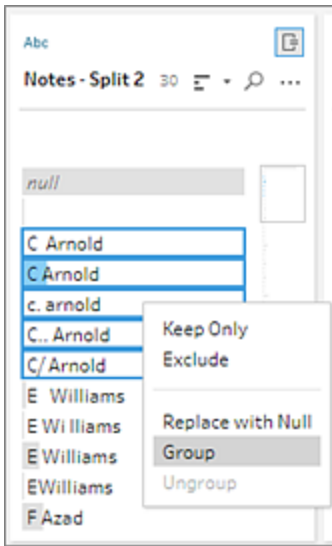 Abc
Notes - Split 2 30
null
C Arnold
C Arnold
c. arnold
C.. Arnold
C/ Arnold
E  Williams
E Wi lliams
E Williams
EWilliams
F Azad
Keep Only
Exclude
Replace with Null
Group
Ungroup